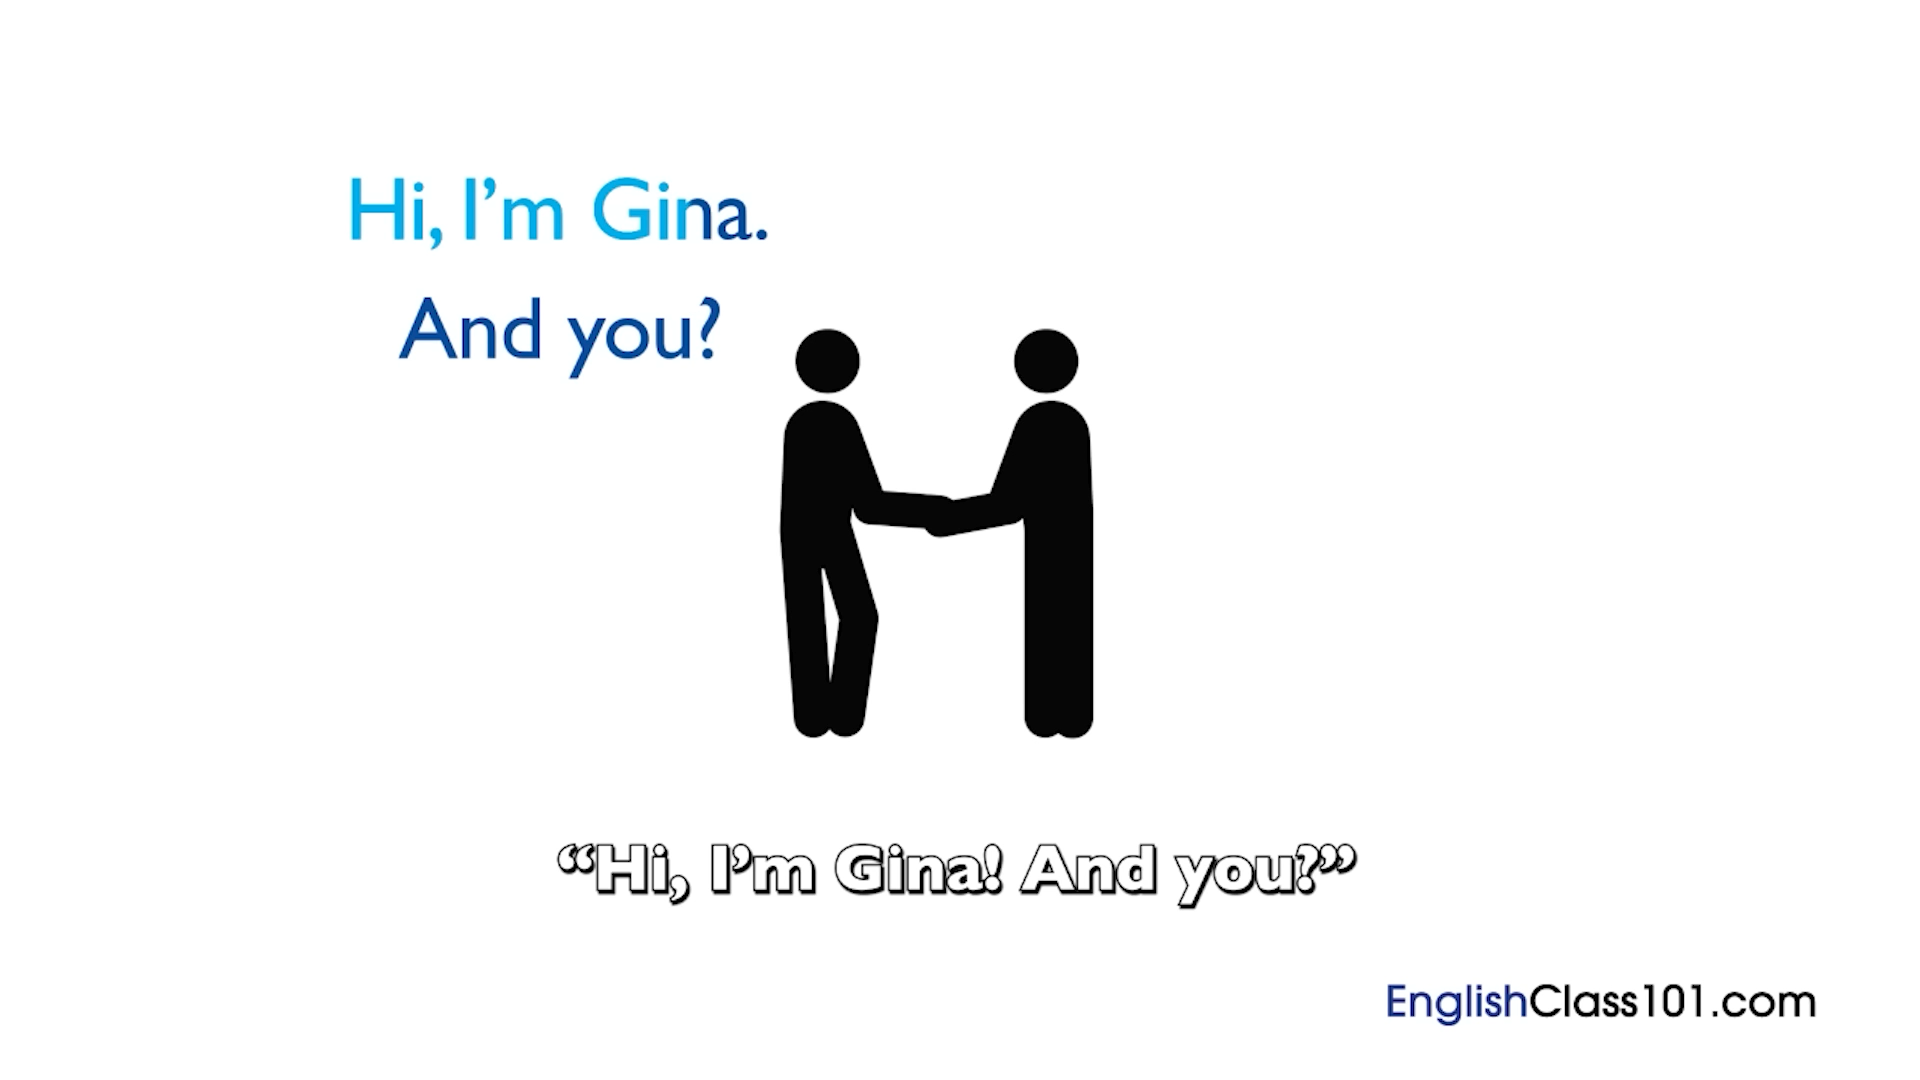 Hi, I’m Gina.
And you?
“Hi, I’m Gina! And you?”
EnglishClass101.com